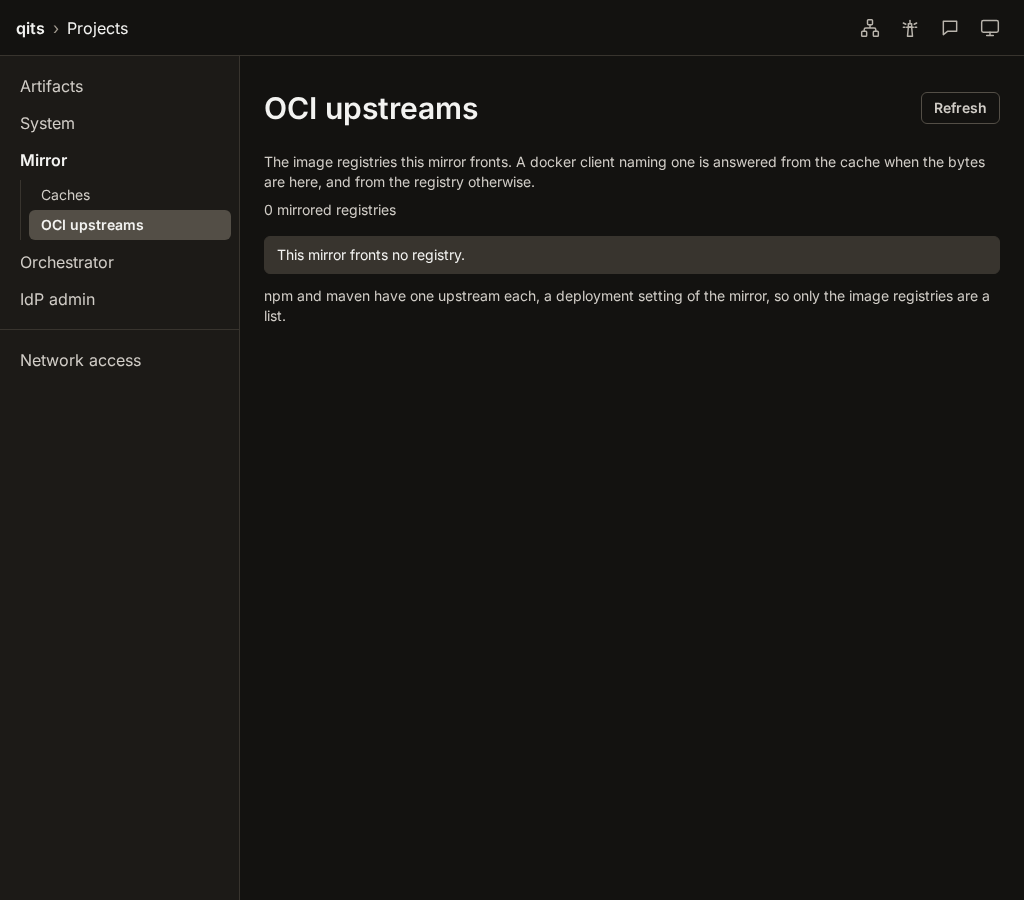 qits › Projects
Artifacts
System
Mirror
Caches
OCI upstreams
Orchestrator
IdP admin
Network access
OCI upstreams
Refresh
The image registries this mirror fronts. A docker client naming one is answered from the cache when the bytes
are here, and from the registry otherwise.
0 mirrored registries
This mirror fronts no registry.
npm and maven have one upstream each, a deployment setting of the mirror, so only the image registries are a
list.